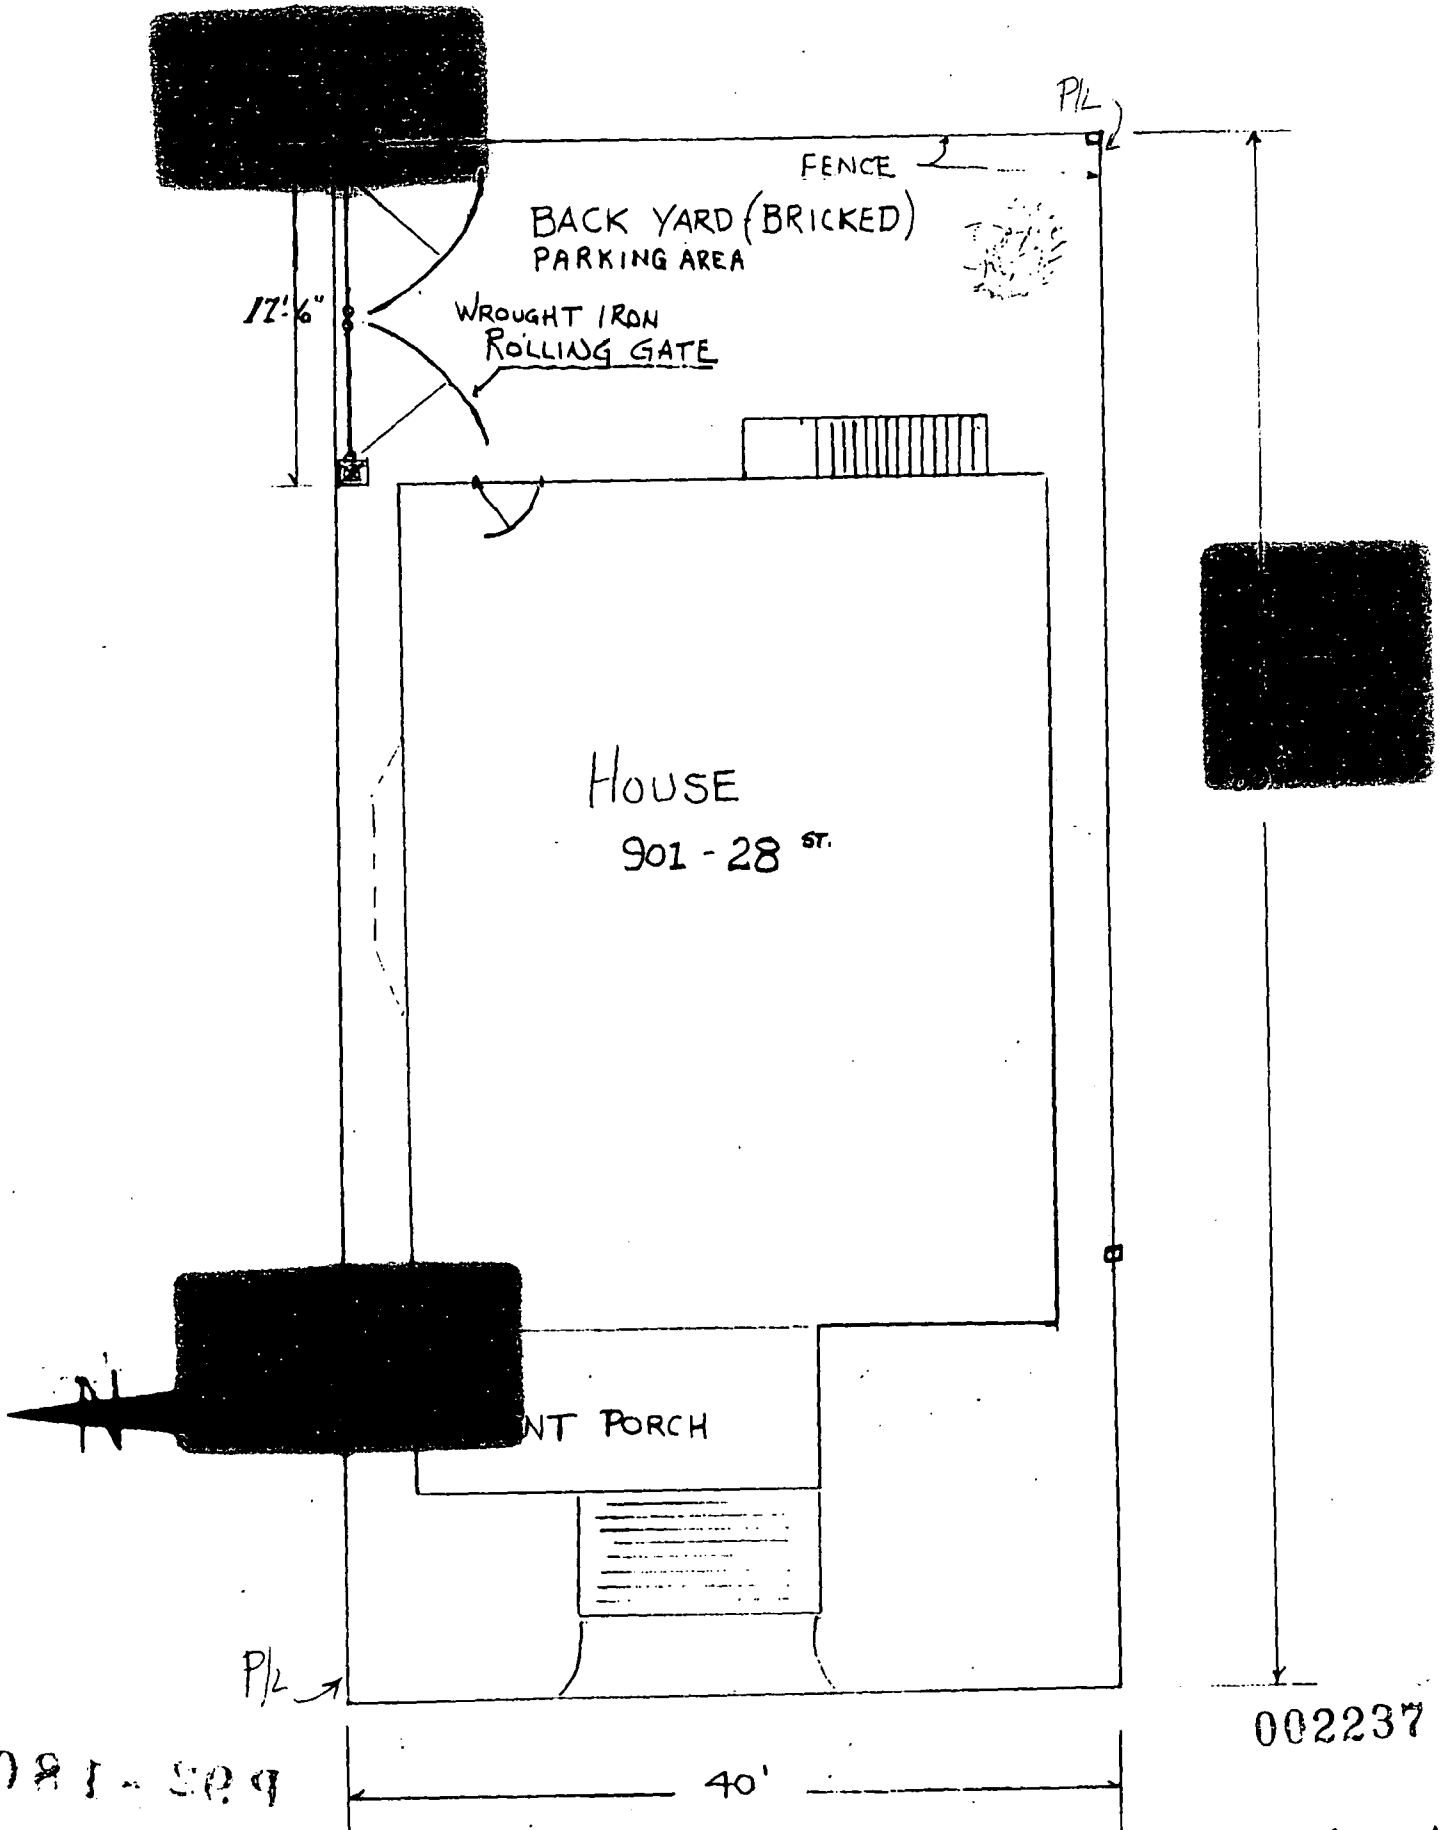 P/L
FENCE
BACK YARD (BRICKED)
PARKING AREA
17'-6"
WROUGHT IRON
ROLLING GATE
HOUSE
901 - 28 ST.
N
NT PORCH
P/L
002237
40'